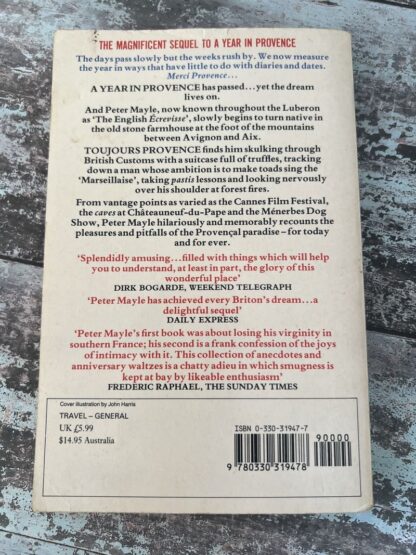 THE MAGNIFICENT SEQUEL TO A YEAR IN PROVENCE
The days pass slowly but the weeks rush by. We now measure
the year in ways that have little to do with diaries and dates.
Merci Provence…
A YEAR IN PROVENCE has passed…yet the dream
lives on.
And Peter Mayle, now known throughout the Luberon
as ‘The English Écrevisse’, slowly begins to turn native in
the old stone farmhouse at the foot of the mountains
between Avignon and Aix.
TOUJOURS PROVENCE finds him skulking through
British Customs with a suitcase full of truffles, tracking
down a man whose ambition is to make toads sing the
‘Marseillaise’, taking pastis lessons and looking nervously
over his shoulder at forest fires.
From vantage points as varied as the Cannes Film Festival,
the caves at Châteauneuf-du-Pape and the Ménerbes Dog
Show, Peter Mayle hilariously and memorably recounts the
pleasures and pitfalls of the Provençal paradise – for today
and for ever.
‘Splendidly amusing…filled with things which will help
you to understand, at least in part, the glory of this
wonderful place’
DIRK BOGARDE, WEEKEND TELEGRAPH
‘Peter Mayle has achieved every Briton’s dream…a
delightful sequel’
DAILY EXPRESS
‘Peter Mayle’s first book was about losing his virginity in
southern France; his second is a frank confession of the joys
of intimacy with it. This collection of anecdotes and
anniversary waltzes is a chatty adieu in which smugness is
kept at bay by likeable enthusiasm’
FREDERIC RAPHAEL, THE SUNDAY TIMES
Cover illustration by John Harris
TRAVEL – GENERAL
UK £5.99
$14.95 Australia
ISBN 0-330-31947-7
90000
9 780330 319478